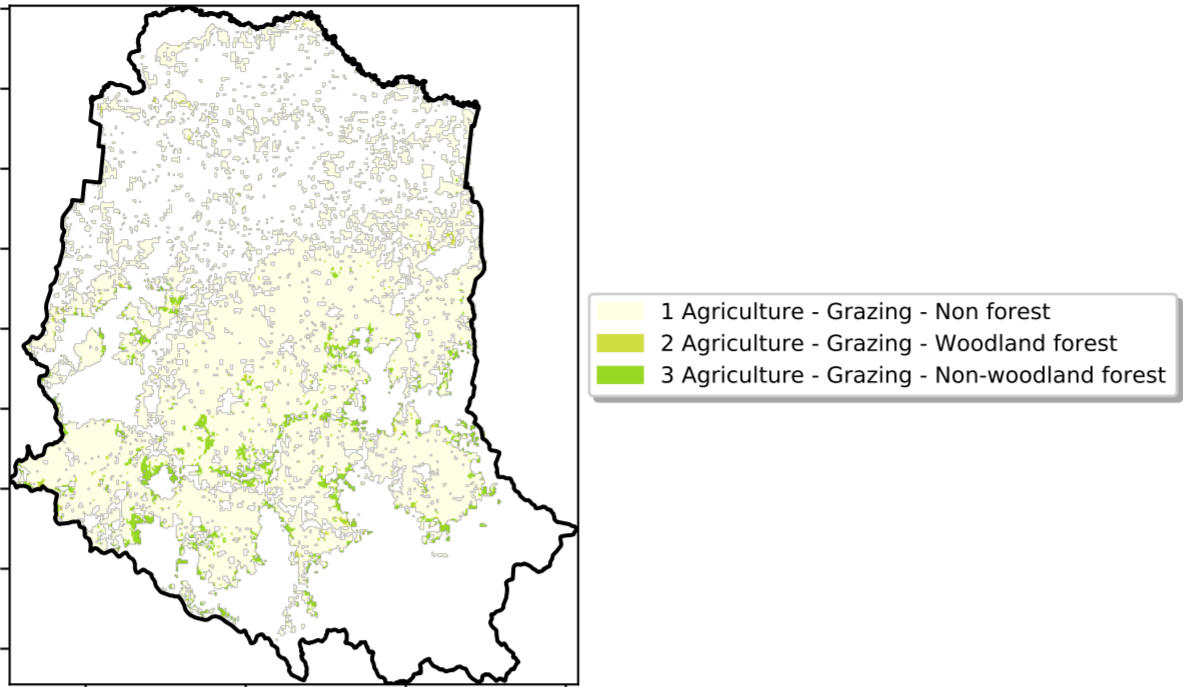 1 Agriculture - Grazing - Non forest
2 Agriculture - Grazing - Woodland forest
3 Agriculture - Grazing - Non-woodland forest